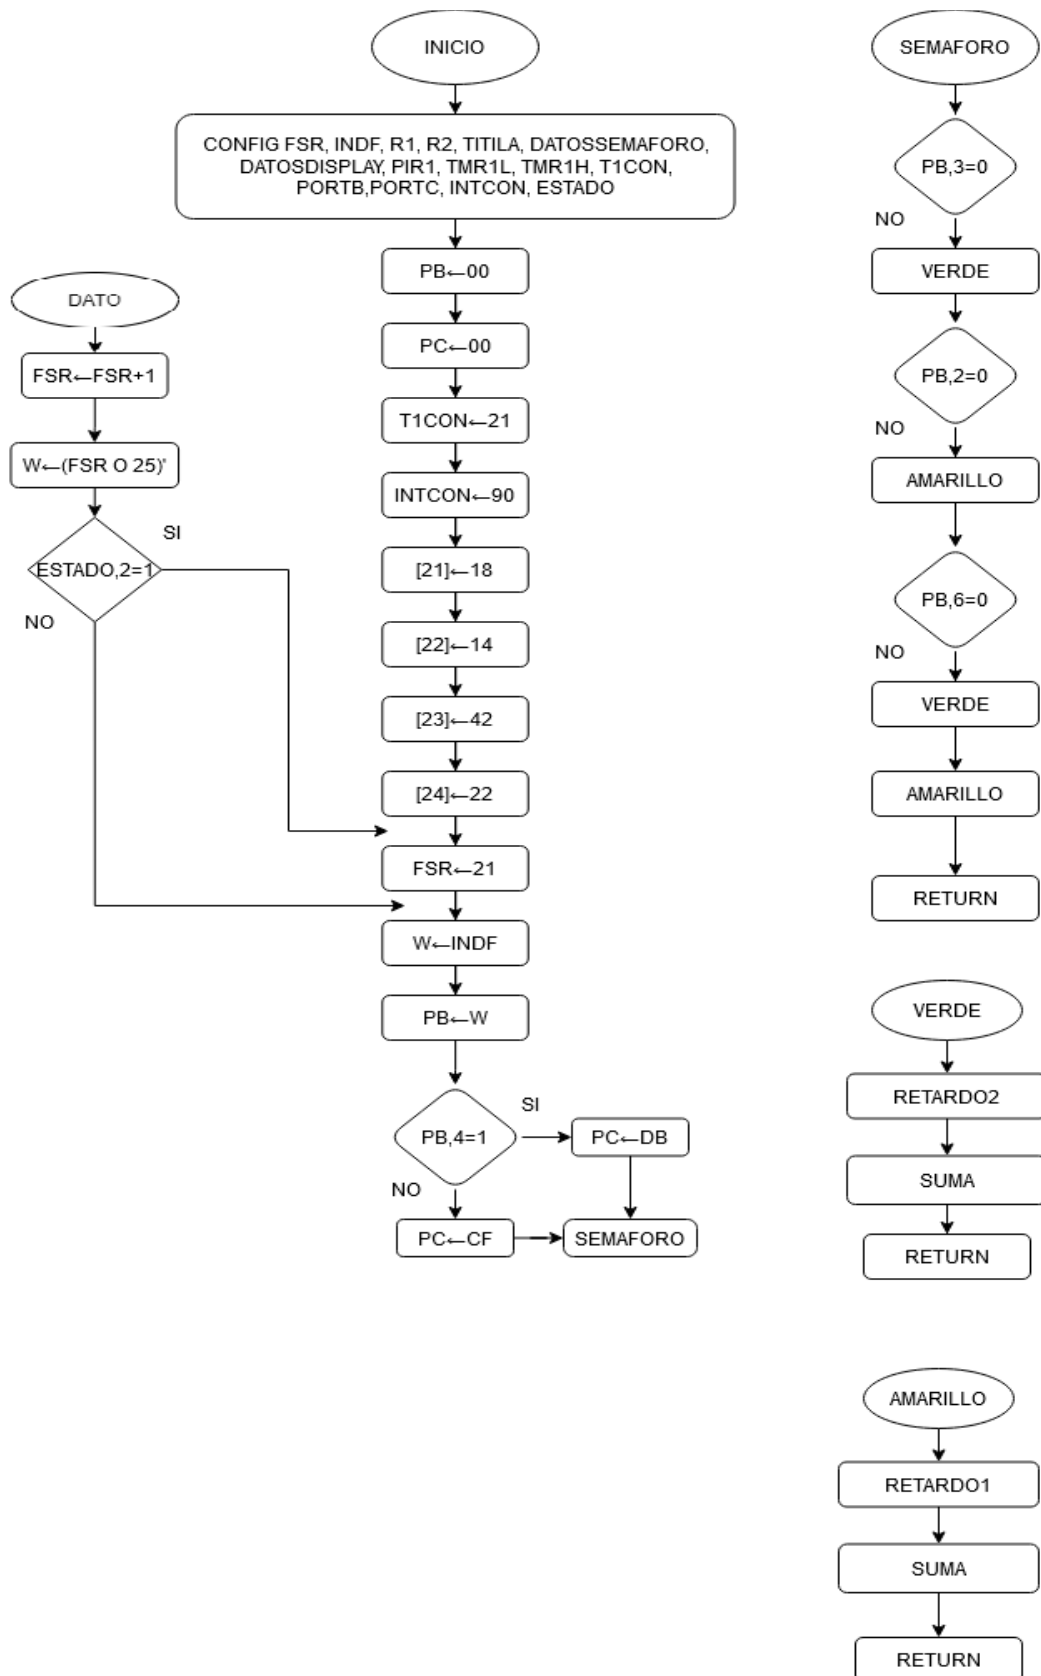 INICIO
CONFIG FSR, INDF, R1, R2, TITILA, DATOSSEMAFORO,
DATOSDISPLAY, PIR1, TMR1L, TMR1H, T1CON,
PORTB,PORTC, INTCON, ESTADO
PB←00
PC←00
T1CON←21
INTCON←90
[21]←18
[22]←14
[23]←42
[24]←22
FSR←21
W←INDF
PB←W
PB,4=1
SI
PC←DB
NO
PC←CF
SEMAFORO
DATO
FSR←FSR+1
W←(FSR O 25)'
SI
ESTADO,2=1
NO
SEMAFORO
PB,3=0
NO
VERDE
PB,2=0
NO
AMARILLO
PB,6=0
NO
VERDE
AMARILLO
RETURN
VERDE
RETARDO2
SUMA
RETURN
AMARILLO
RETARDO1
SUMA
RETURN